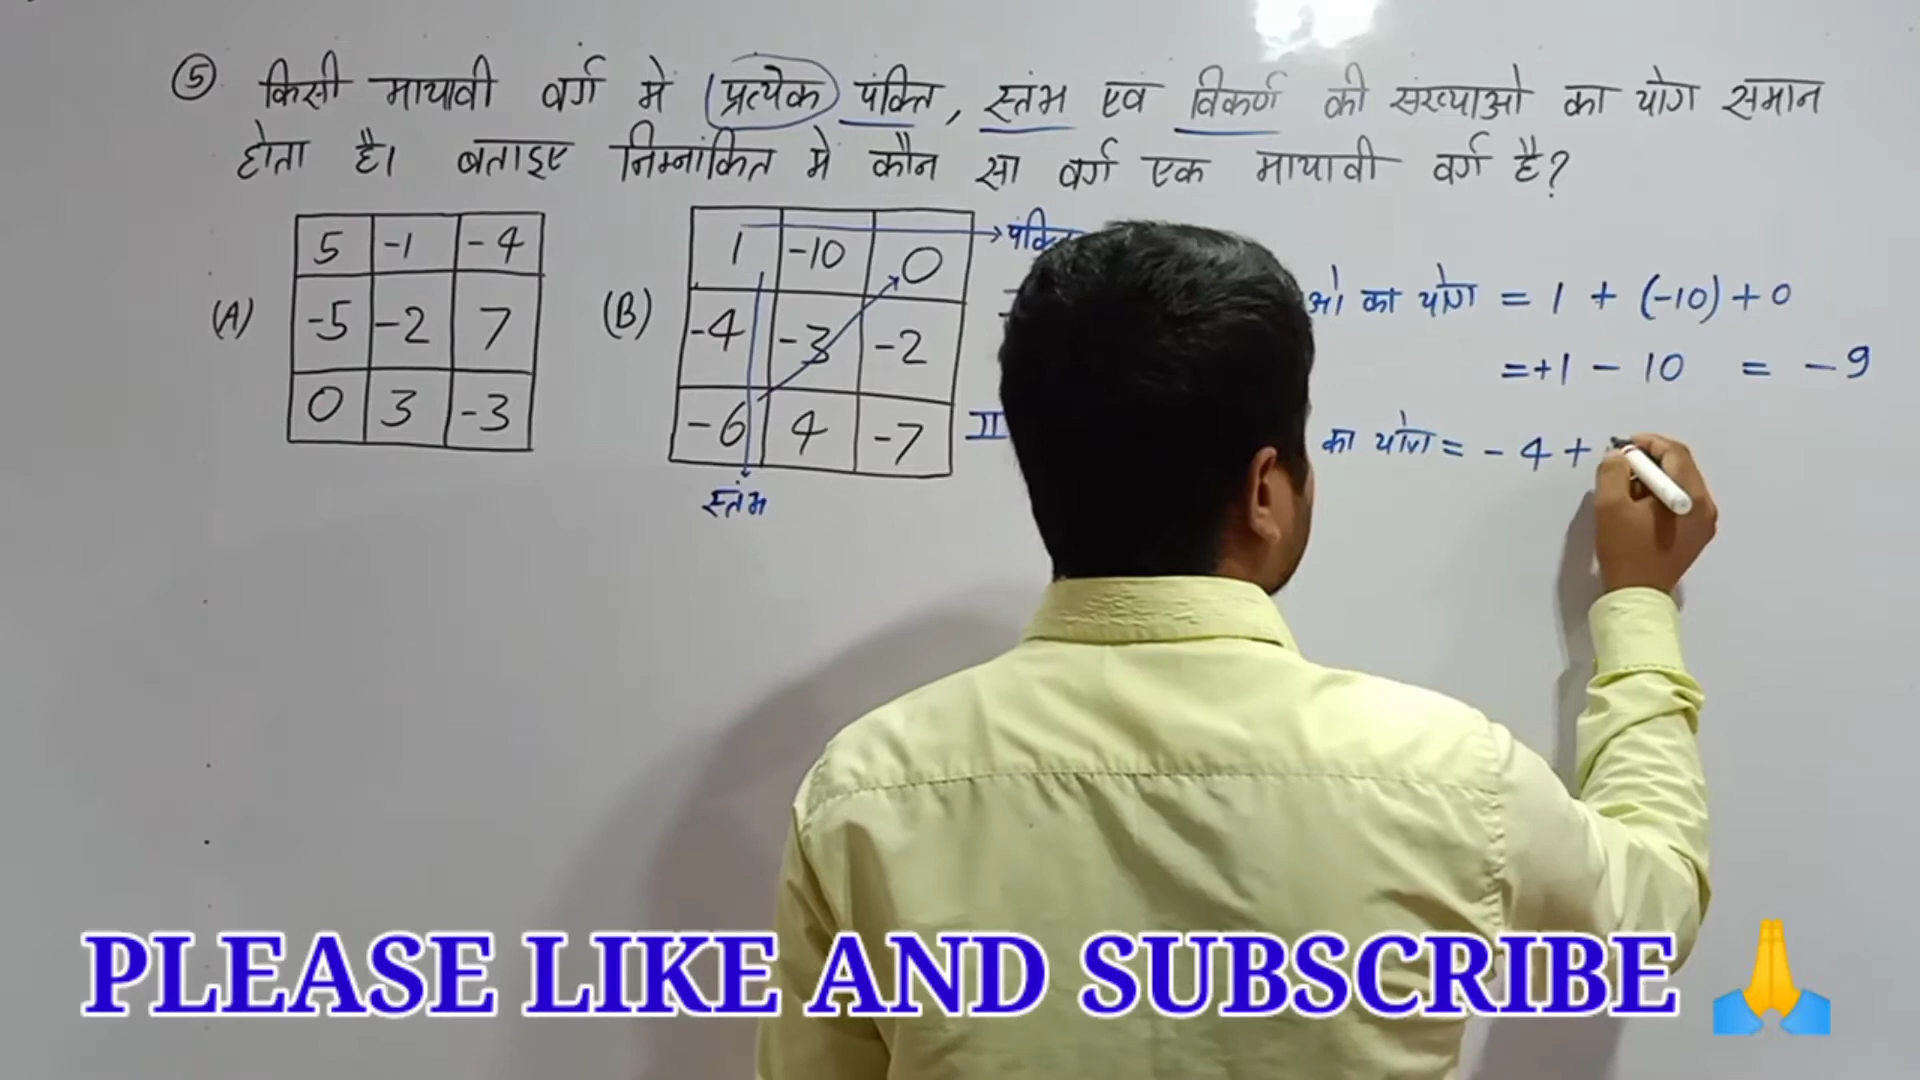 ⑤ किसी मायावी वर्ग मे प्रत्येक पंक्ति, स्तंभ एवं विकर्ण की संख्याओ का योग समान
होता है। बताइए निम्नांकित मे कौन सा वर्ग एक मायावी वर्ग है?
(A)
5 -1 -4
-5 -2 7
0 3 -3
(B)
1 -10 0
-4 -3 -2
-6 4 -7
स्तंभ
का योग = 1 + (-10) + 0
= +1 - 10 = -9
II
का योग = - 4 +
PLEASE LIKE AND SUBSCRIBE 🙏